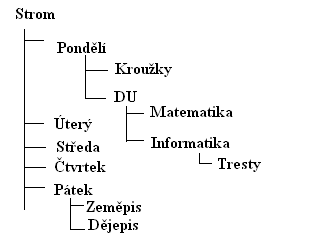 Strom
Pondělí
Kroužky
DU
Matematika
Úterý
Informatika
Středa
Tresty
Čtvrtek
Pátek
Zeměpis
Dějepis